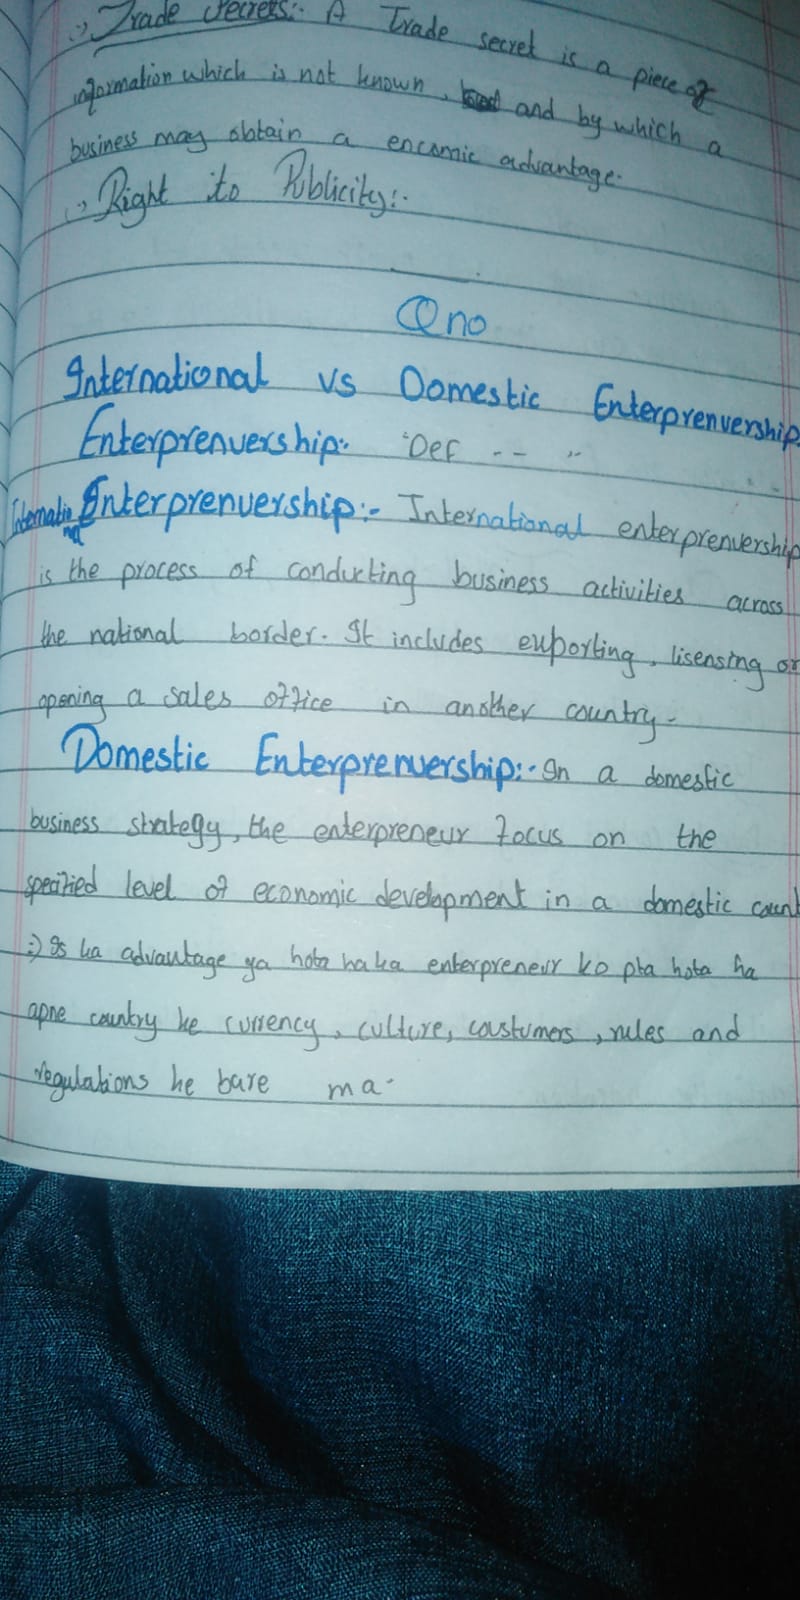 :) Trade Secrets:- A Trade secret is a piece of
information which is not known, and by which a
business may obtain a encomic advantage.
:) Right to Publicity:-
Qno
International vs Domestic Enterprenvership.
Enterprenvership:- "Def -- "
International Enterprenvership:- International enterprenvership
is the process of conducting business activities across
the national border. It includes euporting, lisensing or
opening a sales office in another country.
Domestic Enterprenvership:- In a domestic
business strategy, the enterpreneur focus on the
specified level of economic development in a domestic count
:) Is ka advantage ya hota ha ka enterpreneur ko pta hota ha
apne country ke currency, culture, coustumers, rules and
regulations ke bare ma.